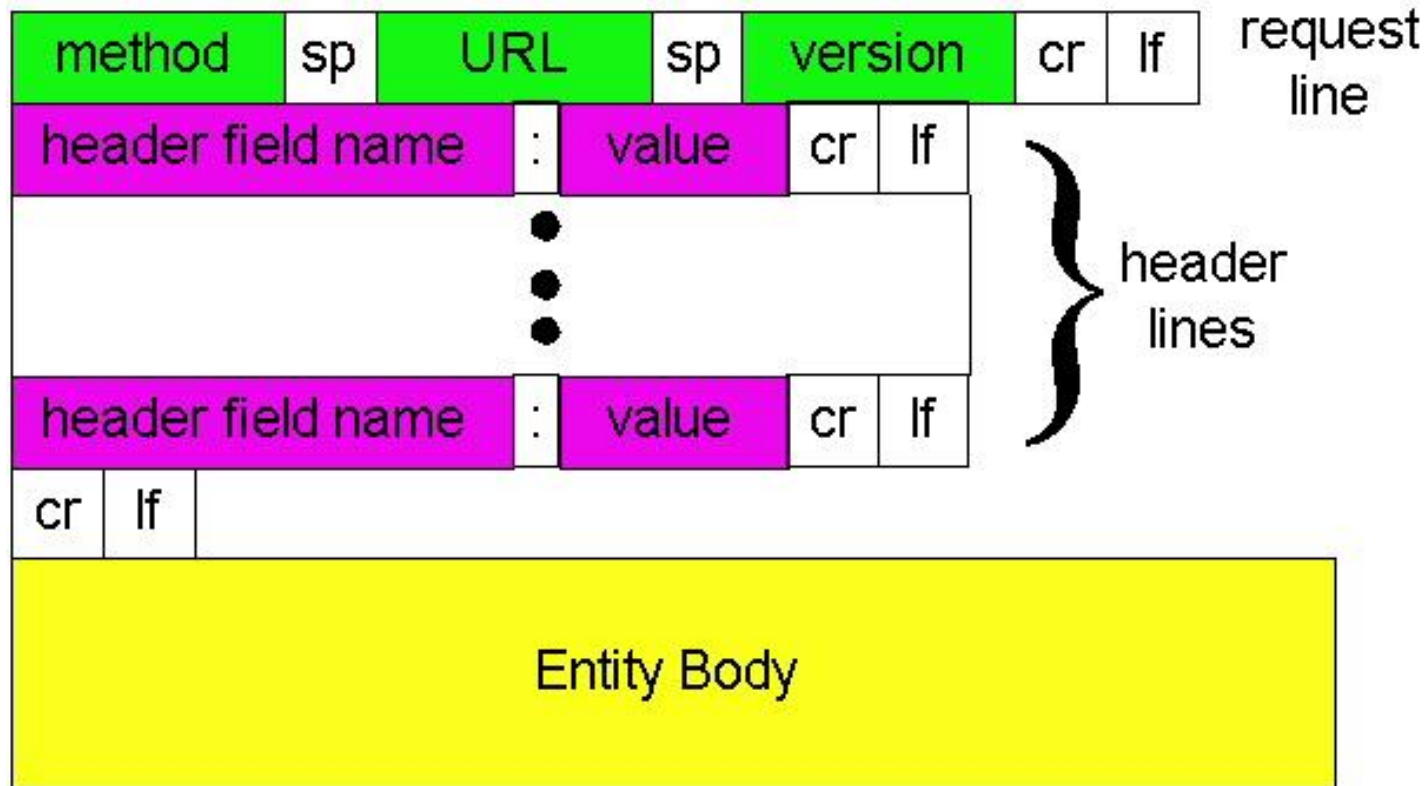 method sp URL sp version cr lf
request
line
header field name : value cr lf
header
lines
header field name : value cr lf
cr lf
Entity Body